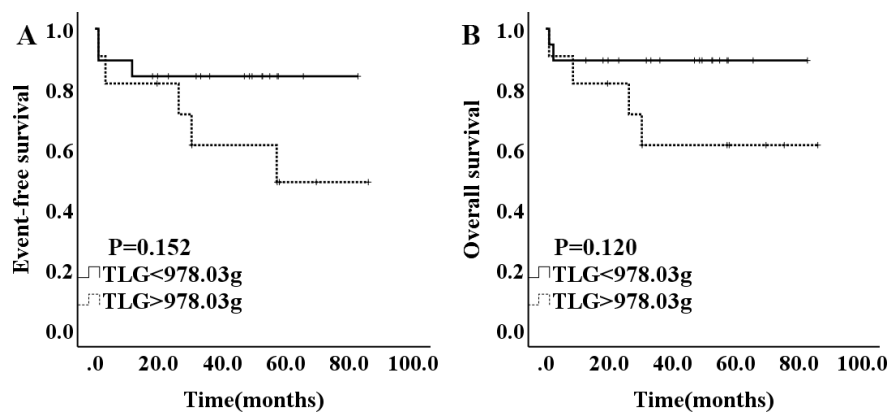 A
Event-free survival
1.0
0.8
0.6
0.4
0.2
0.0
P=0.152
TLG<978.03g
TLG>978.03g
.0 20.0 40.0 60.0 80.0 100.0
Time(months)
B
Overall survival
1.0
0.8
0.6
0.4
0.2
0.0
P=0.120
TLG<978.03g
TLG>978.03g
.0 20.0 40.0 60.0 80.0 100.0
Time(months)